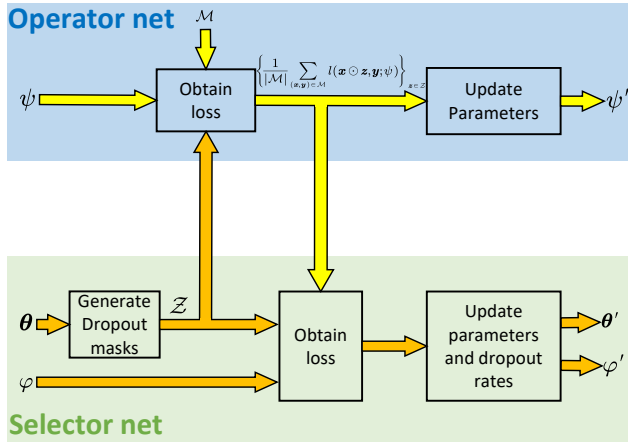 Operator net
ℳ
{ 1/|ℳ| ∑_{(𝒙,𝒚)∈ℳ} l(𝒙 ⊙ 𝒛, 𝒚; ψ) }_{𝒛∈𝒵}
ψ
Obtain
loss
Update
Parameters
ψ′
Generate
Dropout
masks
𝒵
𝜽
Obtain
loss
Update
parameters
and dropout
rates
𝜽′
φ
φ′
Selector net